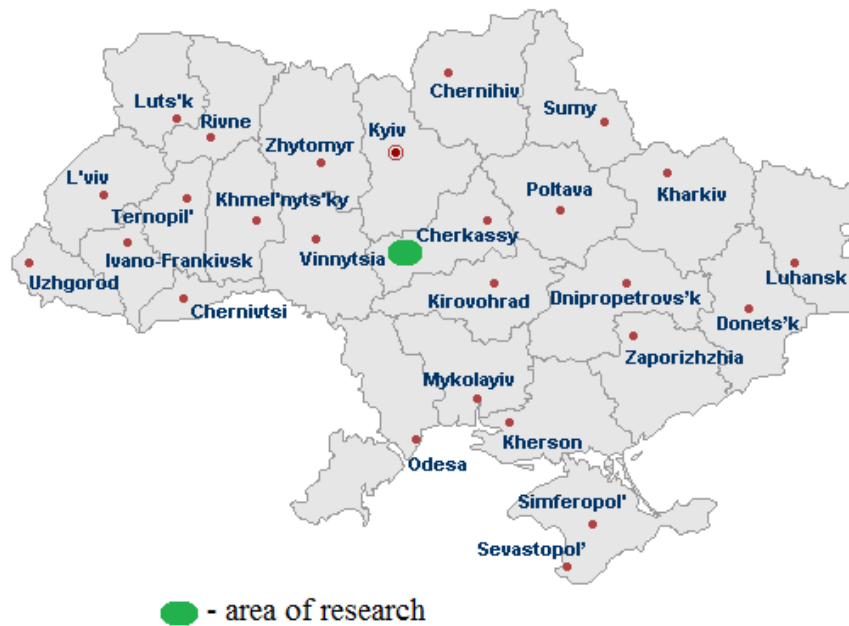 Chernihiv
Luts'k
Sumy
Rivne
Kyiv
Zhytomyr
L'viv
Poltava
Kharkiv
Khmel'nyts'ky
Ternopil'
Cherkassy
Ivano-Frankivsk
Vinnytsia
Luhansk
Uzhgorod
Kirovohrad
Dnipropetrovs'k
Chernivtsi
Donets'k
Zaporizhzhia
Mykolayiv
Kherson
Odesa
Simferopol'
Sevastopol’
- area of research